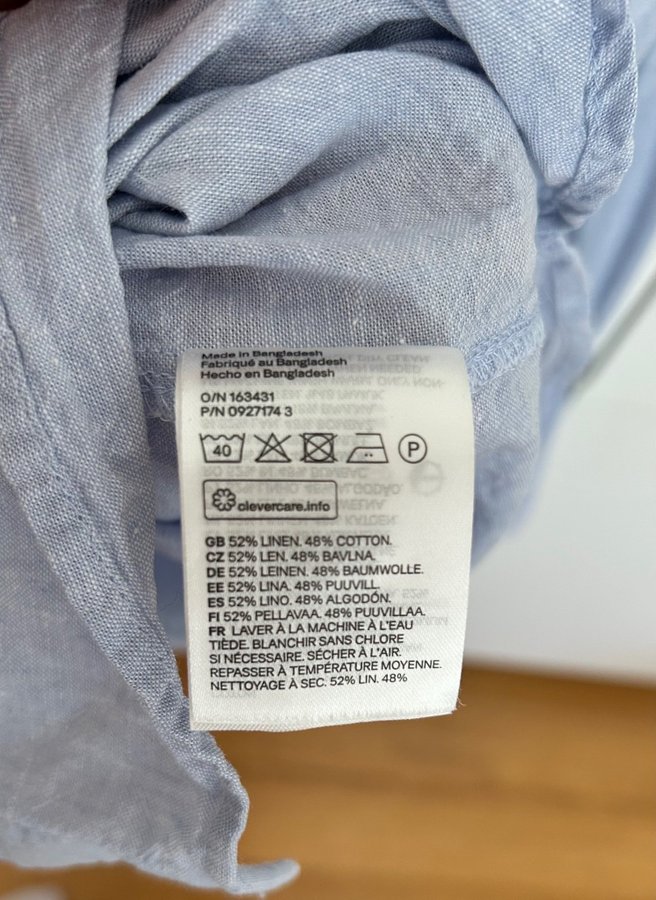 Made in Bangladesh
Fabriqué au Bangladesh
Hecho en Bangladesh
O/N 163431
P/N 0927174 3
40 P
clevercare.info
GB 52% LINEN. 48% COTTON.
CZ 52% LEN. 48% BAVLNA.
DE 52% LEINEN. 48% BAUMWOLLE.
EE 52% LINA. 48% PUUVILL.
ES 52% LINO. 48% ALGODÓN.
FI 52% PELLAVAA. 48% PUUVILLAA.
FR LAVER À LA MACHINE À L'EAU
TIÈDE. BLANCHIR SANS CHLORE
SI NÉCESSAIRE. SÉCHER À L'AIR.
REPASSER À TEMPÉRATURE MOYENNE.
NETTOYAGE À SEC. 52% LIN. 48%